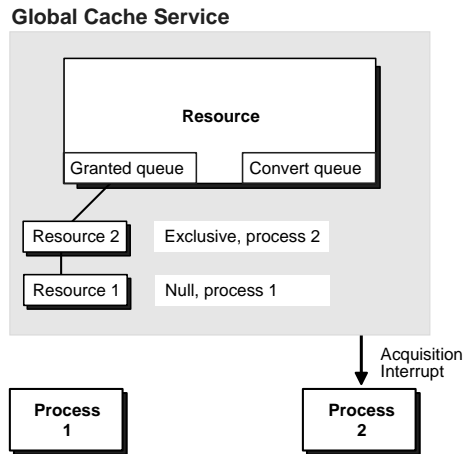 Global Cache Service
Resource
Granted queue
Convert queue
Resource 2
Exclusive, process 2
Resource 1
Null, process 1
Acquisition
Interrupt
Process
1
Process
2